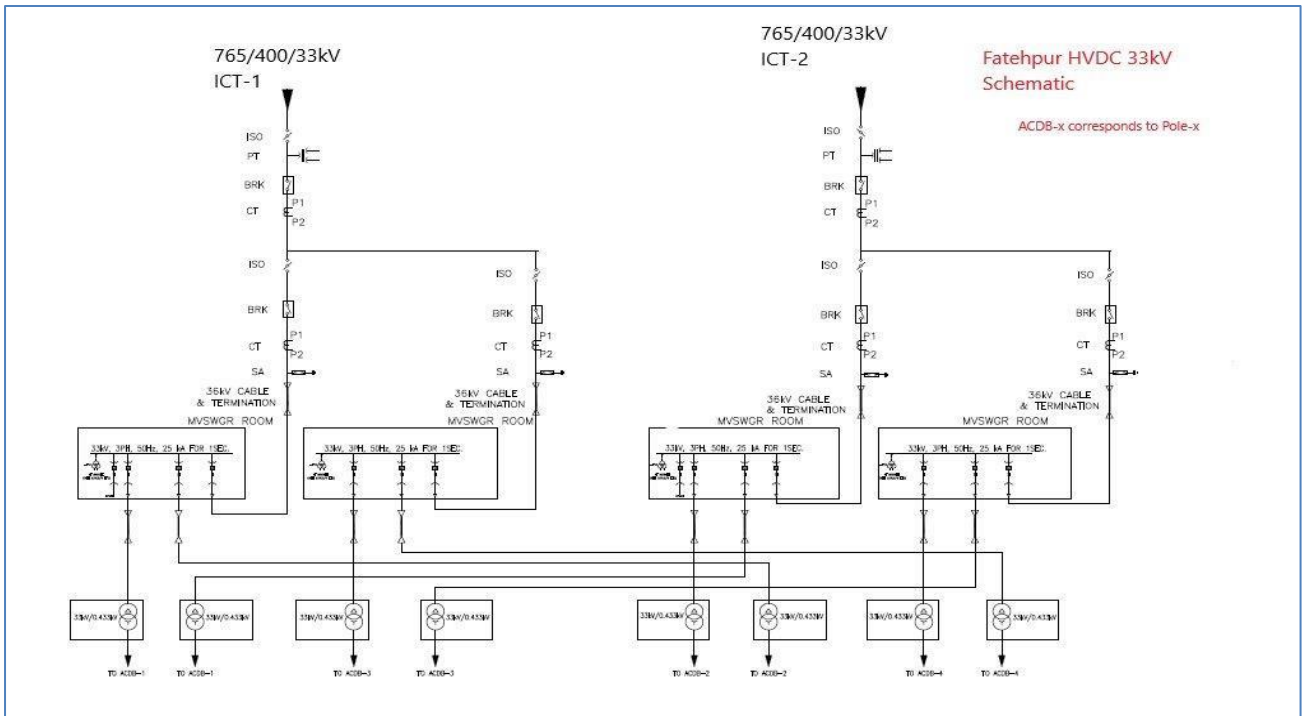 765/400/33kV
ICT-1
765/400/33kV
ICT-2
Fatehpur HVDC 33kV
Schematic
ACDB-x corresponds to Pole-x
ISO
PT
BRK
CT
P1
P2
ISO
PT
BRK
CT
P1
P2
ISO
BRK
CT
P1
P2
SA
36kV CABLE
& TERMINATION
MVSWGR ROOM
ISO
BRK
CT
P1
P2
SA
36kV CABLE
& TERMINATION
MVSWGR ROOM
ISO
BRK
CT
P1
P2
SA
36kV CABLE
& TERMINATION
MVSWGR ROOM
ISO
BRK
CT
P1
P2
SA
36kV CABLE
& TERMINATION
MVSWGR ROOM
33kV, 3PH, 50Hz, 25 kA FOR 1SEC.
33kV, 3PH, 50Hz, 25 kA FOR 1SEC.
33kV, 3PH, 50Hz, 25 kA FOR 1SEC.
33kV, 3PH, 50Hz, 25 kA FOR 1SEC.
33kV/0.433kV
33kV/0.433kV
33kV/0.433kV
33kV/0.433kV
33kV/0.433kV
33kV/0.433kV
33kV/0.433kV
33kV/0.433kV
TO ACDB-1
TO ACDB-1
TO ACDB-3
TO ACDB-3
TO ACDB-2
TO ACDB-2
TO ACDB-4
TO ACDB-4